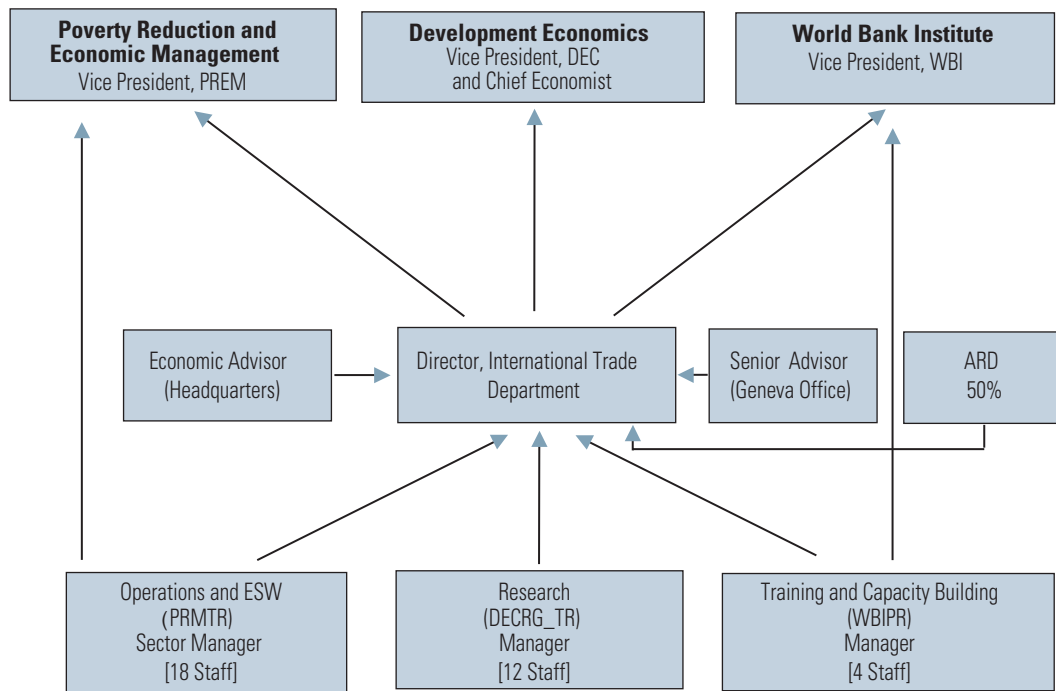 Poverty Reduction and
Economic Management
Vice President, PREM
Development Economics
Vice President, DEC
and Chief Economist
World Bank Institute
Vice President, WBI
Economic Advisor
(Headquarters)
Director, International Trade
Department
Senior Advisor
(Geneva Office)
ARD
50%
Operations and ESW
(PRMTR)
Sector Manager
[18 Staff]
Research
(DECRG_TR)
Manager
[12 Staff]
Training and Capacity Building
(WBIPR)
Manager
[4 Staff]